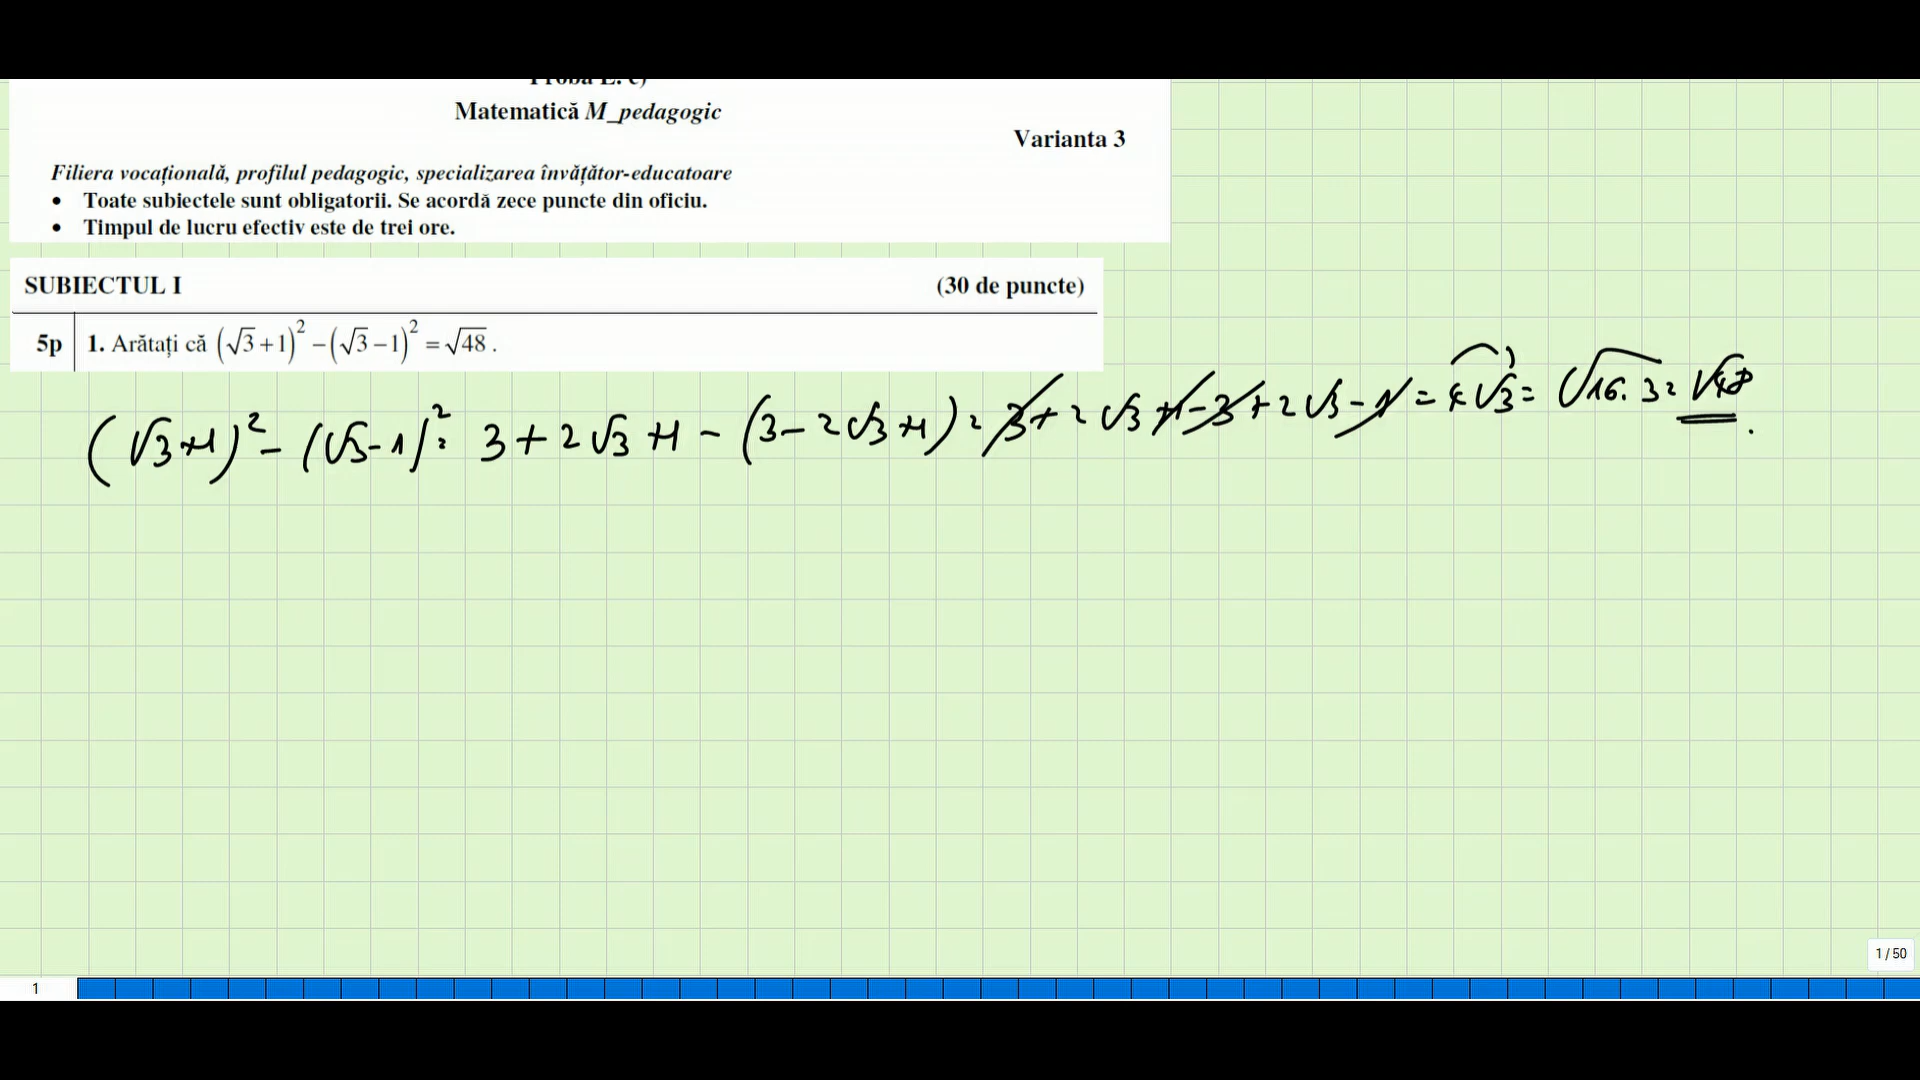 Proba E. c)
Matematică M_pedagogic
Varianta 3
Filiera vocațională, profilul pedagogic, specializarea învățător-educatoare
• Toate subiectele sunt obligatorii. Se acordă zece puncte din oficiu.
• Timpul de lucru efectiv este de trei ore.
SUBIECTUL I (30 de puncte)
5p 1. Arătați că (√3+1)² − (√3−1)² = √48 .
(√3+1)² − (√3−1)² = 3+2√3+1 − (3−2√3+1) = 3+2√3+1−3+2√3−1 = 4√3 = √16·3 = √48.
1 / 50
1